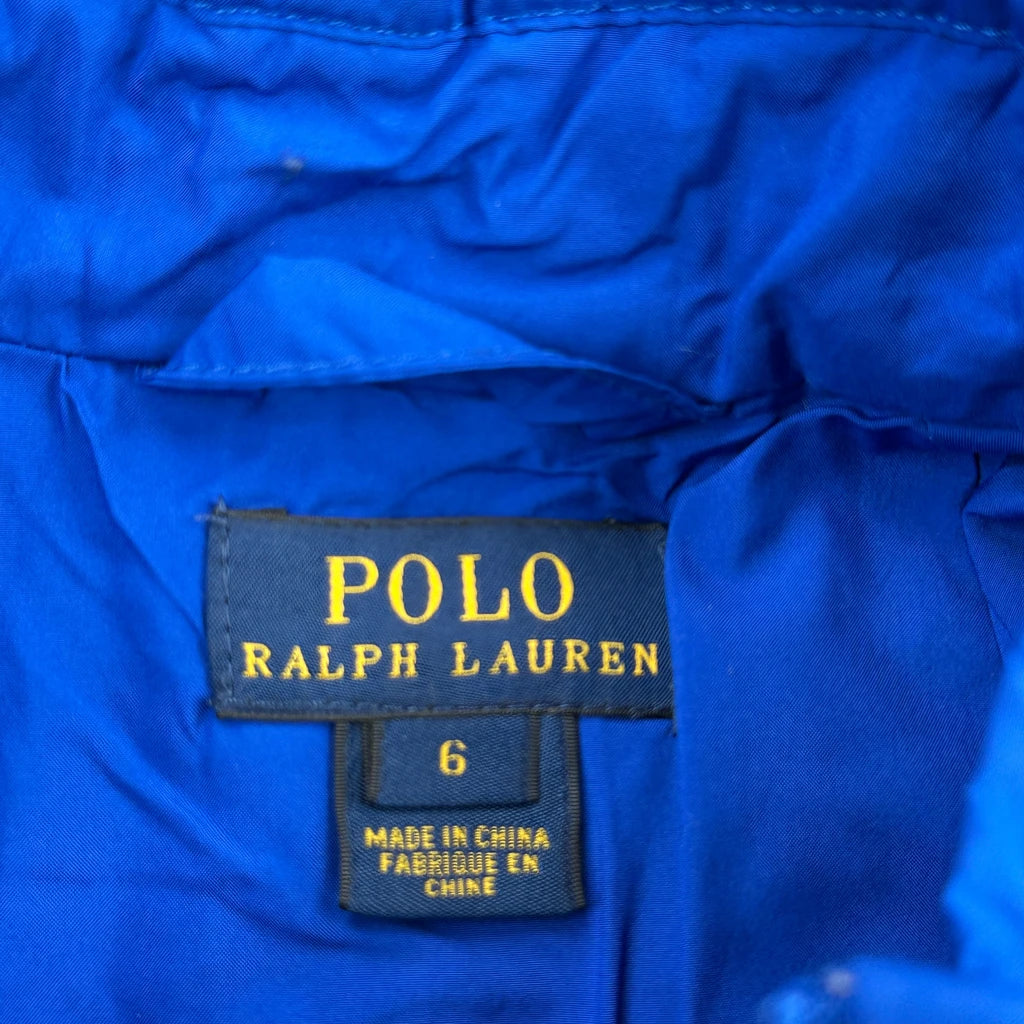 POLO
RALPH LAUREN
6
MADE IN CHINA
FABRIQUE EN
CHINE